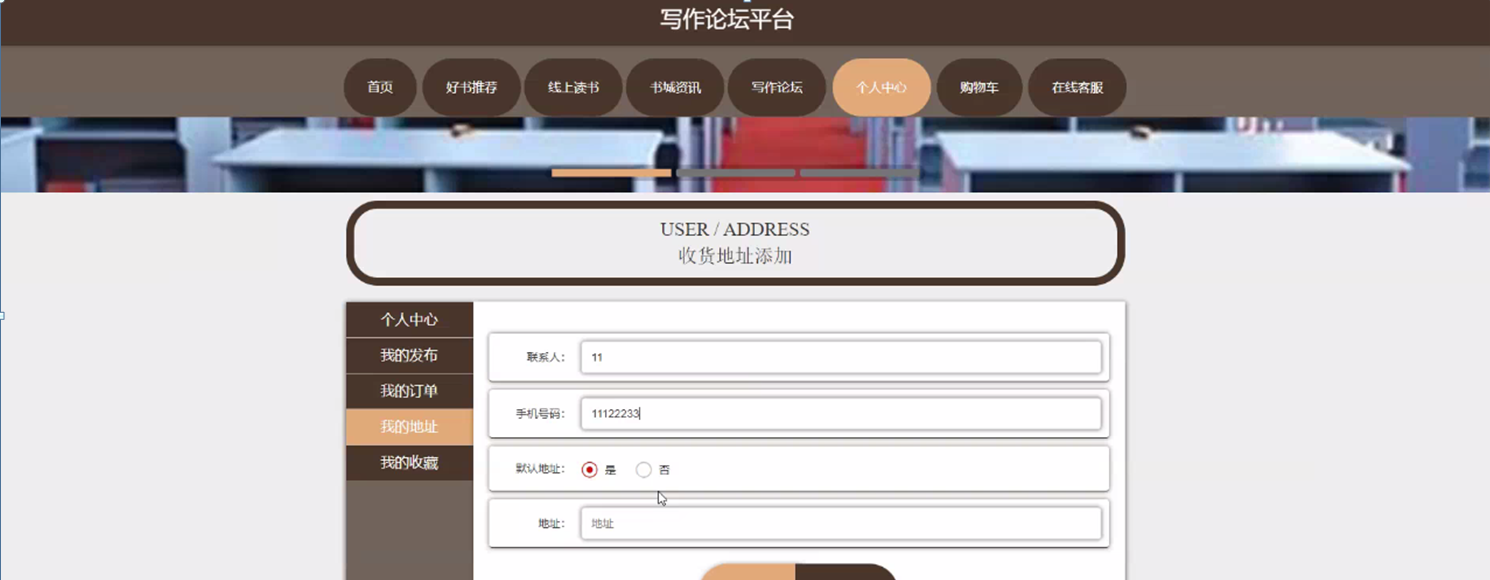 写作论坛平台
首页 好书推荐 线上读书 书城资讯 写作论坛 个人中心 购物车 在线客服
USER / ADDRESS
收货地址添加
个人中心
我的发布
我的订单
我的地址
我的收藏
联系人: 11
手机号码: 11122233
默认地址: 是 否
地址: 地址